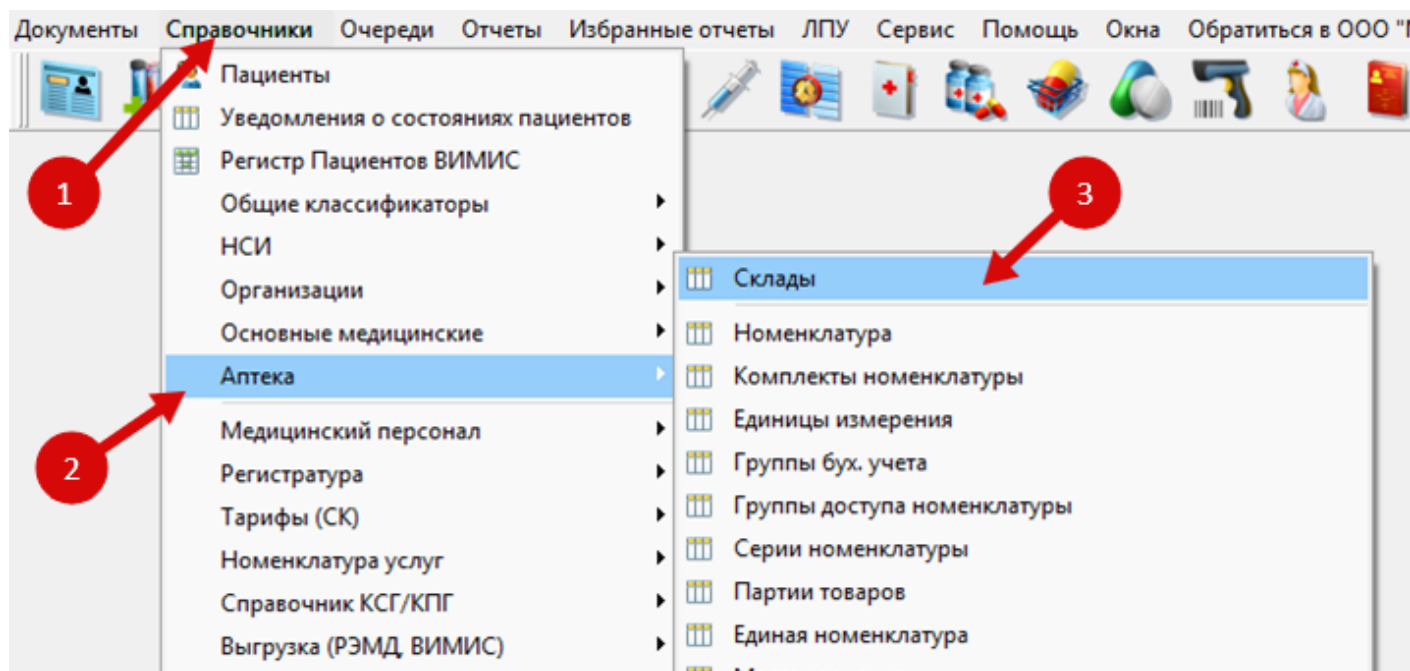 Документы Справочники Очереди Отчеты Избранные отчеты ЛПУ Сервис Помощь Окна Обратиться в ООО "
Пациенты
Уведомления о состояниях пациентов
Регистр Пациентов ВИМИС
1
Общие классификаторы
3
НСИ
Склады
Организации
Основные медицинские
Номенклатура
Аптека
Комплекты номенклатуры
Единицы измерения
Медицинский персонал
2
Группы бух. учета
Регистратура
Группы доступа номенклатуры
Тарифы (СК)
Серии номенклатуры
Номенклатура услуг
Партии товаров
Справочник КСГ/КПГ
Единая номенклатура
Выгрузка (РЭМД, ВИМИС)